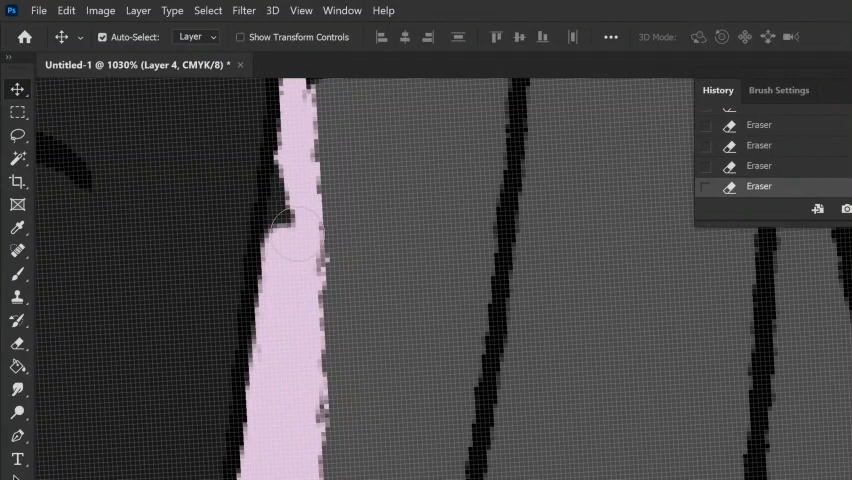 Ps File Edit Image Layer Type Select Filter 3D View Window Help
Auto-Select: Layer Show Transform Controls 3D Mode:
Untitled-1 @ 1030% (Layer 4, CMYK/8) *
History Brush Settings
Eraser
Eraser
Eraser
Eraser